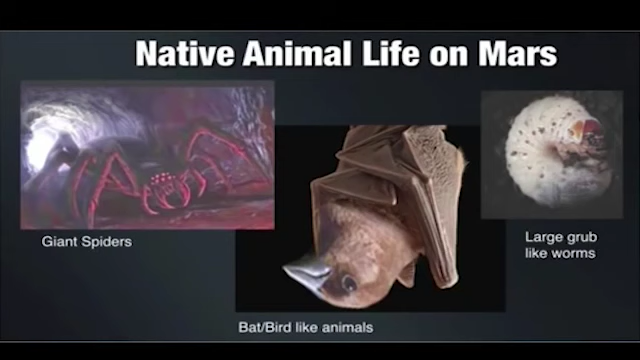 Native Animal Life on Mars
Giant Spiders
Bat/Bird like animals
Large grub
like worms